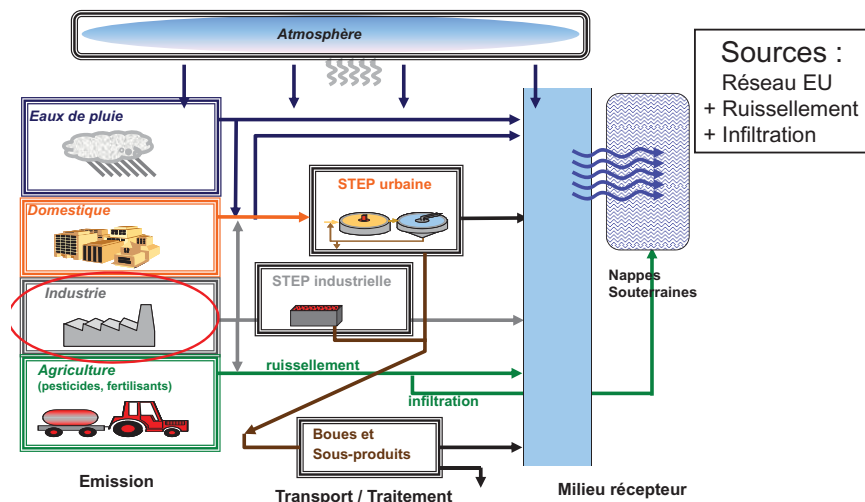 Atmosphère
Sources :
Réseau EU
+ Ruissellement
+ Infiltration
Eaux de pluie
Domestique
STEP urbaine
Industrie
STEP industrielle
Nappes
Souterraines
Agriculture
(pesticides, fertilisants)
ruissellement
infiltration
Boues et
Sous-produits
Emission
Transport / Traitement
Milieu récepteur